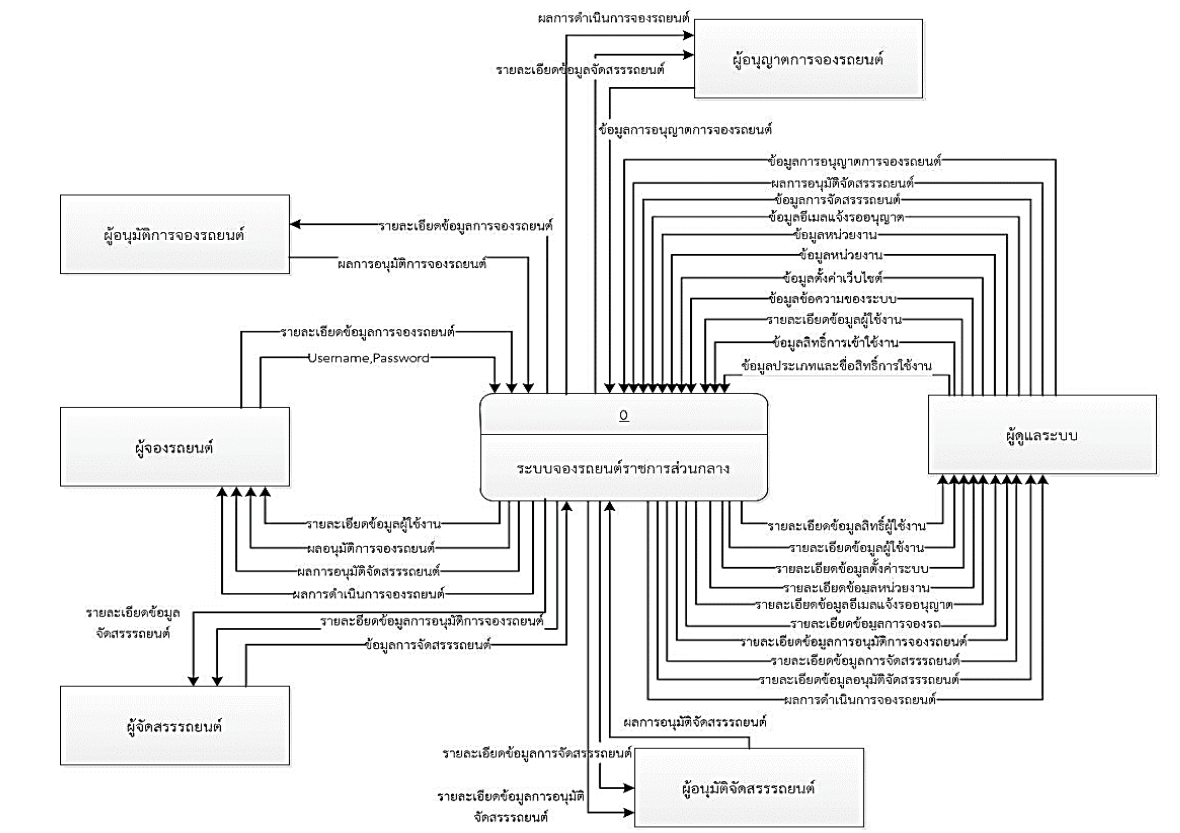 ผลการดำเนินการจองรถยนต์
ผู้อนุญาตการจองรถยนต์
รายละเอียดข้อมูลจัดสรรรถยนต์
ข้อมูลการอนุญาตการจองรถยนต์
ข้อมูลการอนุญาตการจองรถยนต์
ผลการอนุมัติจัดสรรรถยนต์
ข้อมูลการจัดสรรรถยนต์
ข้อมูลอีเมลแจ้งรออนุญาต
ข้อมูลหน่วยงาน
ข้อมูลหน่วยงาน
ข้อมูลตั้งค่าเว็บไซต์
ข้อมูลข้อความของระบบ
รายละเอียดข้อมูลผู้ใช้งาน
ข้อมูลสิทธิ์การเข้าใช้งาน
ข้อมูลประเภทและชื่อสิทธิ์การใช้งาน
ผู้อนุมัติการจองรถยนต์
รายละเอียดข้อมูลการจองรถยนต์
ผลการอนุมัติการจองรถยนต์
รายละเอียดข้อมูลการจองรถยนต์
Username,Password
ผู้จองรถยนต์
0
ระบบจองรถยนต์ราชการส่วนกลาง
ผู้ดูแลระบบ
รายละเอียดข้อมูลผู้ใช้งาน
ผลอนุมัติการจองรถยนต์
ผลการอนุมัติจัดสรรรถยนต์
ผลการดำเนินการจองรถยนต์
รายละเอียดข้อมูล
จัดสรรรถยนต์
รายละอียดข้อมูลการอนุมัติการจองรถยนต์
ข้อมูลการจัดสรรรถยนต์
ผู้จัดสรรรถยนต์
รายละเอียดข้อมูลสิทธิ์ผู้ใช้งาน
รายละเอียดข้อมูลผู้ใช้งาน
รายละเอียดข้อมูลตั้งค่าระบบ
รายละเอียดข้อมูลหน่วยงาน
รายละเอียดข้อมูลอีเมลแจ้งรออนุญาต
รายละเอียดข้อมูลการจองรถ
รายละเอียดข้อมูลการอนุมัติการจองรถยนต์
รายละเอียดข้อมูลการจัดสรรรถยนต์
รายละเอียดข้อมูลอนุมัติจัดสรรรถยนต์
ผลการดำเนินการจองรถยนต์
ผลการอนุมัติจัดสรรรถยนต์
รายละเอียดข้อมูลการจัดสรรรถยนต์
ผู้อนุมัติจัดสรรรถยนต์
รายละเอียดข้อมูลการอนุมัติ
จัดสรรรถยนต์